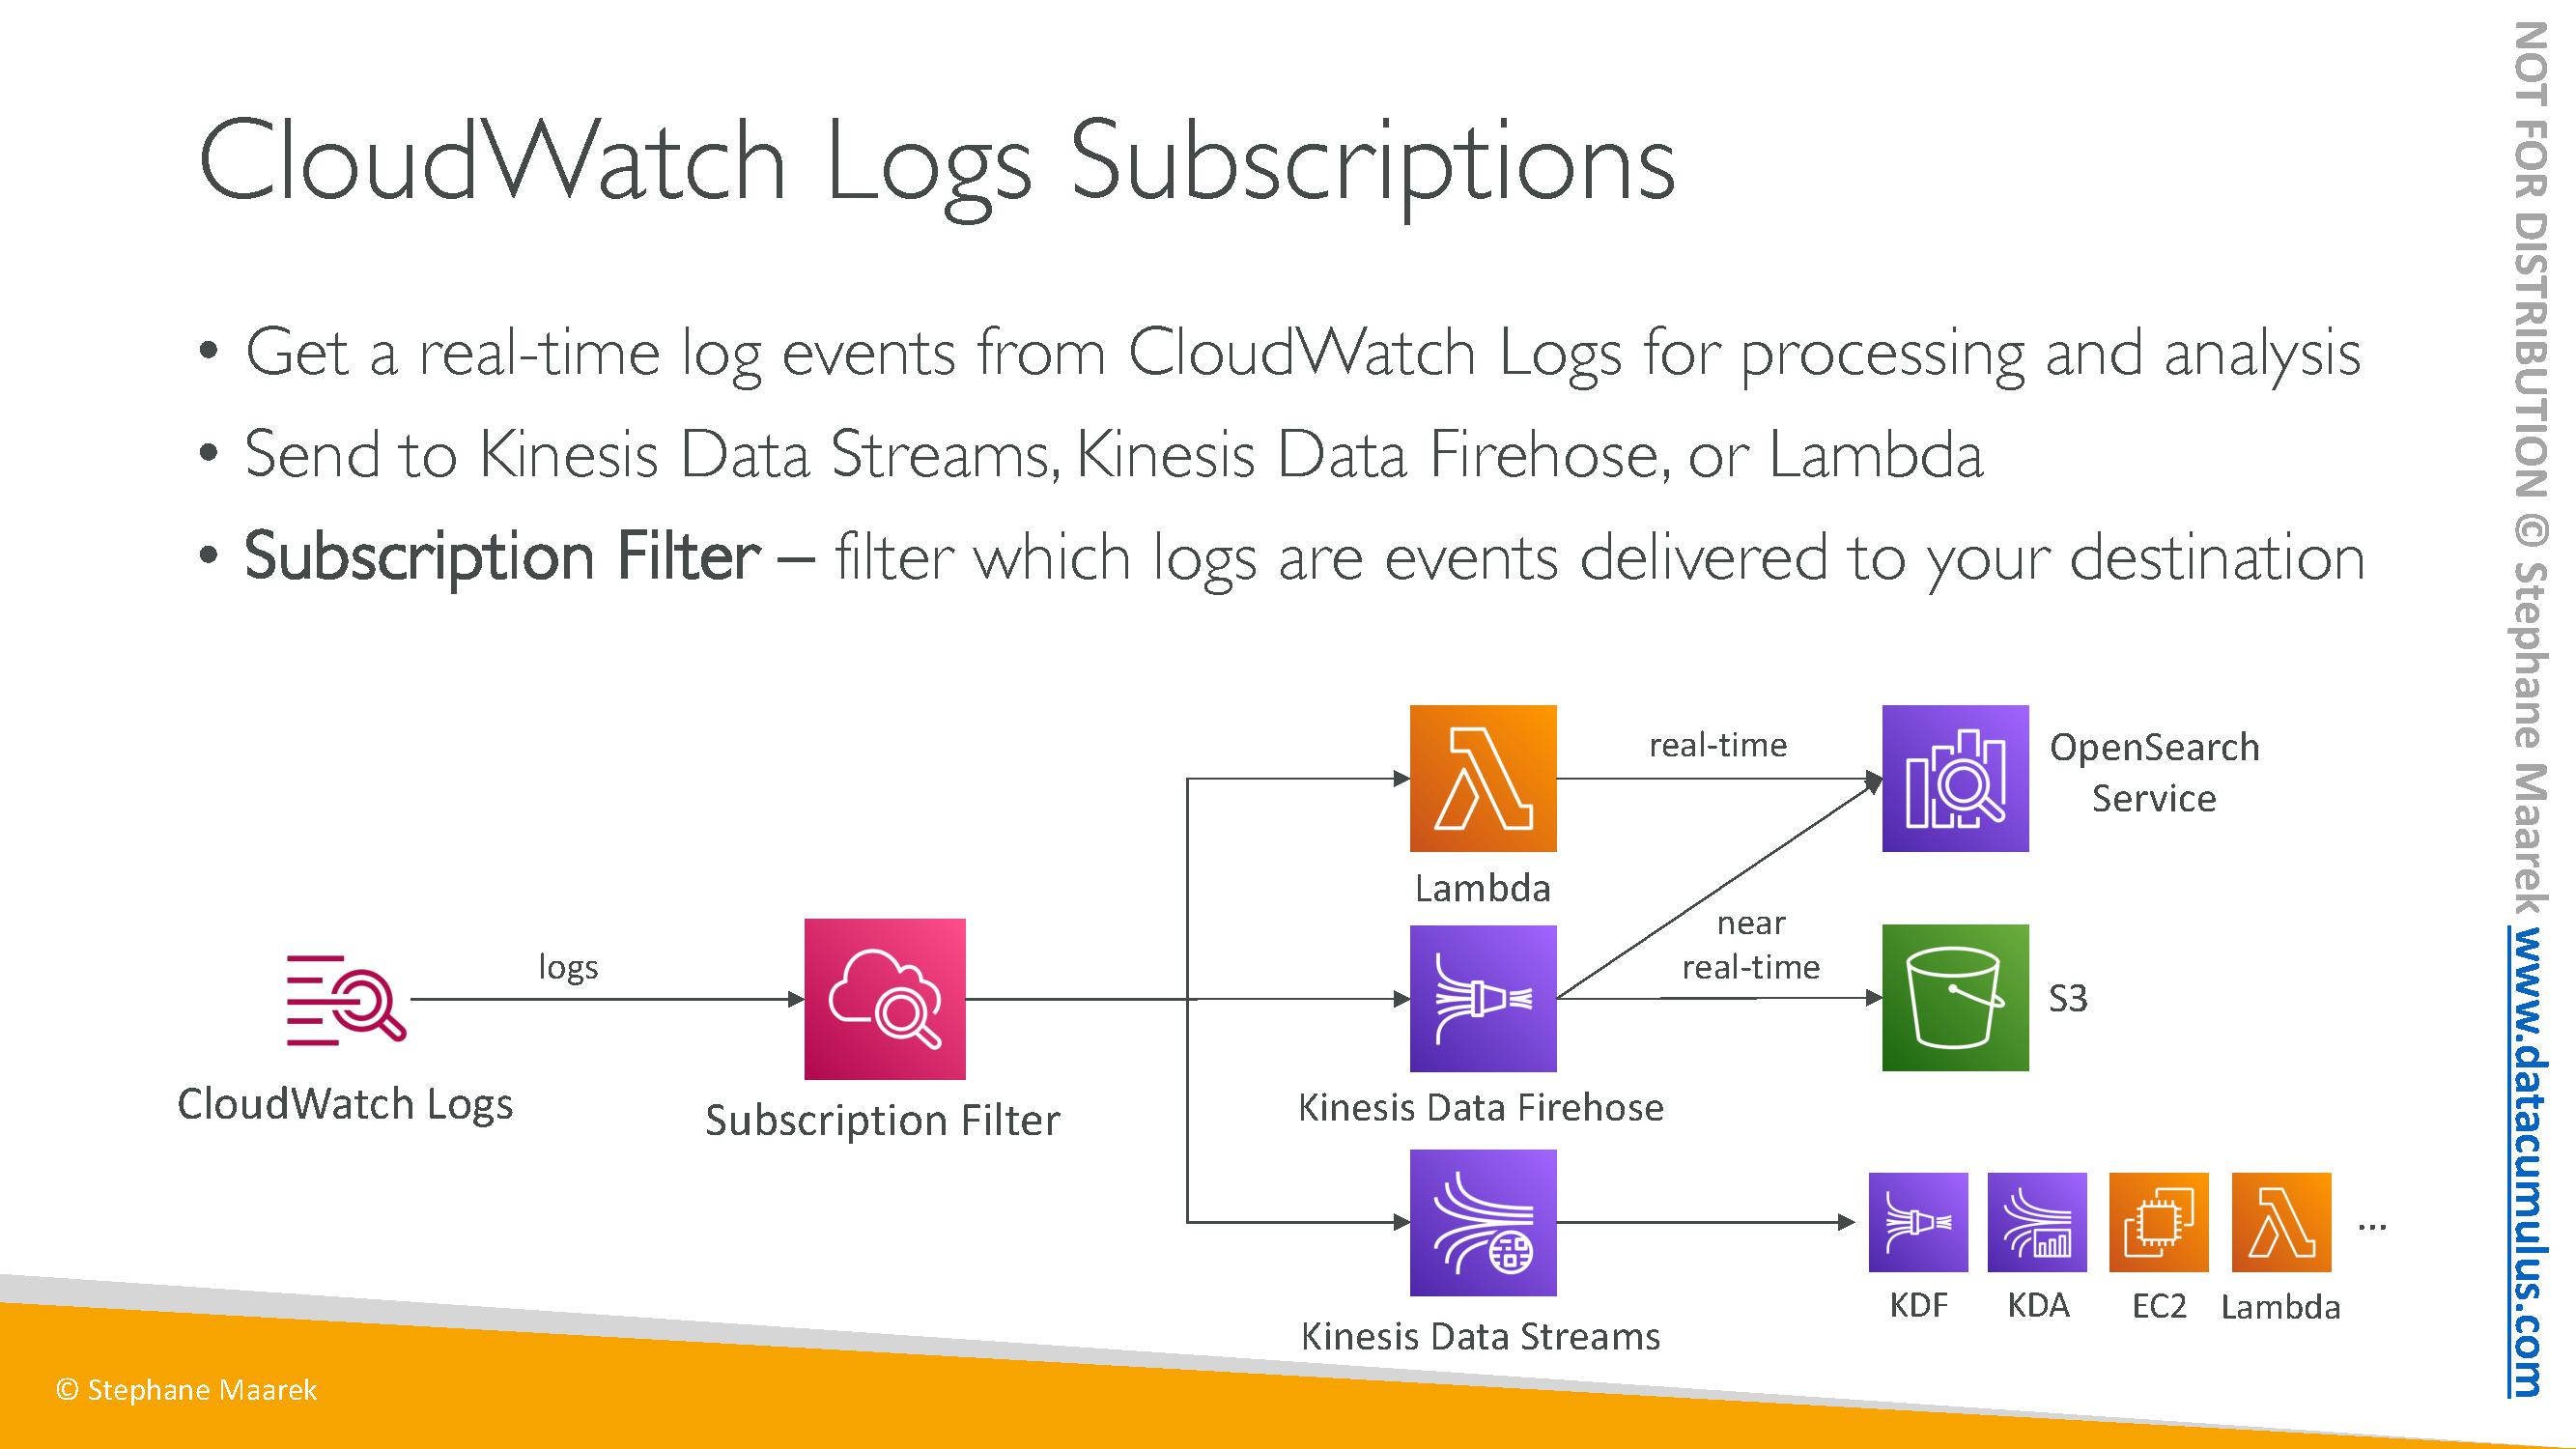 CloudWatch Logs Subscriptions
• Get a real-time log events from CloudWatch Logs for processing and analysis
• Send to Kinesis Data Streams, Kinesis Data Firehose, or Lambda
• Subscription Filter – filter which logs are events delivered to your destination
CloudWatch Logs
logs
Subscription Filter
Lambda
real-time
OpenSearch
Service
Kinesis Data Firehose
near
real-time
S3
Kinesis Data Streams
KDF
KDA
EC2
Lambda
...
© Stephane Maarek
NOT FOR DISTRIBUTION © Stephane Maarek www.datacumulus.com